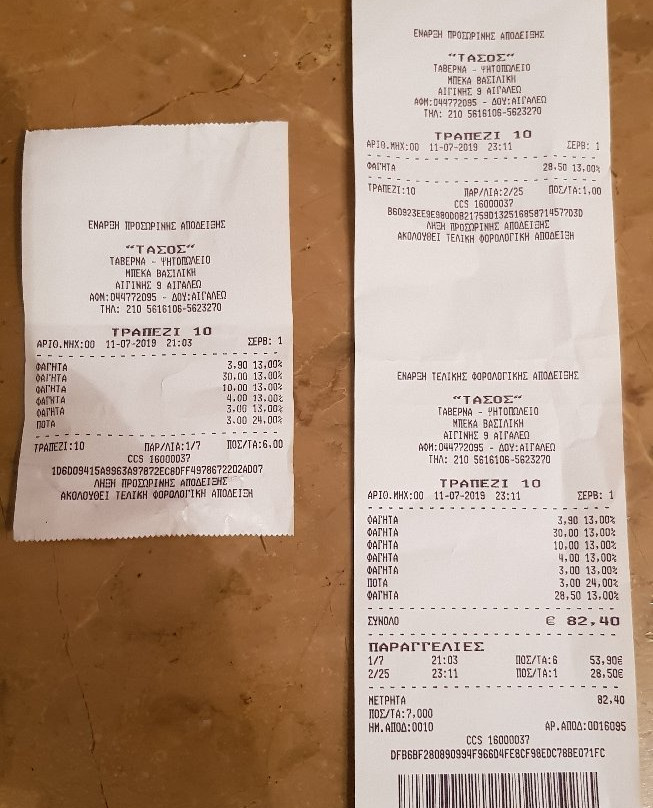 ΕΝΑΡΞΗ ΠΡΟΣΩΡΙΝΗΣ ΑΠΟΔΕΙΞΗΣ
"ΤΑΣΟΣ"
ΤΑΒΕΡΝΑ - ΨΗΤΟΠΩΛΕΙΟ
ΜΠΕΚΑ ΒΑΣΙΛΙΚΗ
ΑΙΓΙΝΗΣ 9 ΑΙΓΑΛΕΩ
ΑΦΜ:044772095 - ΔΟΥ:ΑΙΓΑΛΕΩ
ΤΗΛ: 210 5616106-5623270
ΤΡΑΠΕΖΙ 10
ΑΡΙΘ.ΜΗΧ:00 11-07-2019 21:03 ΣΕΡΒ: 1
ΦΑΓΗΤΑ 3,90 13,00%
ΦΑΓΗΤΑ 30,00 13,00%
ΦΑΓΗΤΑ 10,00 13,00%
ΦΑΓΗΤΑ 4,00 13,00%
ΦΑΓΗΤΑ 3,00 13,00%
ΠΟΤΑ 3,00 24,00%
ΤΡΑΠΕΖΙ:10 ΠΑΡ/ΛΙΑ:1/7 ΠΟΣ/ΤΑ:6,00
CCS 16000037
1D6D09415A9963A97872EC8DFF4978672202AD07
ΛΗΞΗ ΠΡΟΣΩΡΙΝΗΣ ΑΠΟΔΕΙΞΗΣ
ΑΚΟΛΟΥΘΕΙ ΤΕΛΙΚΗ ΦΟΡΟΛΟΓΙΚΗ ΑΠΟΔΕΙΞΗ
ΕΝΑΡΞΗ ΠΡΟΣΩΡΙΝΗΣ ΑΠΟΔΕΙΞΗΣ
"ΤΑΣΟΣ"
ΤΑΒΕΡΝΑ - ΨΗΤΟΠΩΛΕΙΟ
ΜΠΕΚΑ ΒΑΣΙΛΙΚΗ
ΑΙΓΙΝΗΣ 9 ΑΙΓΑΛΕΩ
ΑΦΜ:044772095 - ΔΟΥ:ΑΙΓΑΛΕΩ
ΤΗΛ: 210 5616106-5623270
ΤΡΑΠΕΖΙ 10
ΑΡΙΘ.ΜΗΧ:00 11-07-2019 23:11 ΣΕΡΒ: 1
ΦΑΓΗΤΑ 28,50 13,00%
ΤΡΑΠΕΖΙ:10 ΠΑΡ/ΛΙΑ:2/25 ΠΟΣ/ΤΑ:1,00
CCS 16000037
ΛΗΞΗ ΠΡΟΣΩΡΙΝΗΣ ΑΠΟΔΕΙΞΗΣ
ΑΚΟΛΟΥΘΕΙ ΤΕΛΙΚΗ ΦΟΡΟΛΟΓΙΚΗ ΑΠΟΔΕΙΞΗ
ΕΝΑΡΞΗ ΤΕΛΙΚΗΣ ΦΟΡΟΛΟΓΙΚΗΣ ΑΠΟΔΕΙΞΗΣ
"ΤΑΣΟΣ"
ΤΑΒΕΡΝΑ - ΨΗΤΟΠΩΛΕΙΟ
ΜΠΕΚΑ ΒΑΣΙΛΙΚΗ
ΑΙΓΙΝΗΣ 9 ΑΙΓΑΛΕΩ
ΑΦΜ:044772095 - ΔΟΥ:ΑΙΓΑΛΕΩ
ΤΗΛ: 210 5616106-5623270
ΤΡΑΠΕΖΙ 10
ΑΡΙΘ.ΜΗΧ:00 11-07-2019 23:11 ΣΕΡΒ: 1
ΦΑΓΗΤΑ 3,90 13,00%
ΦΑΓΗΤΑ 30,00 13,00%
ΦΑΓΗΤΑ 10,00 13,00%
ΦΑΓΗΤΑ 4,00 13,00%
ΦΑΓΗΤΑ 3,00 13,00%
ΠΟΤΑ 3,00 24,00%
ΦΑΓΗΤΑ 28,50 13,00%
ΣΥΝΟΛΟ € 82,40
ΠΑΡΑΓΓΕΛΙΕΣ
1/7 21:03 ΠΟΣ/ΤΑ:6 53,90€
2/25 23:11 ΠΟΣ/ΤΑ:1 28,50€
ΜΕΤΡΗΤΑ 82,40
ΠΟΣ/ΤΑ:7,000
ΗΜ.ΑΠΟΔ:0010 ΑΡ.ΑΠΟΔ:0016095
CCS 16000037
DFB6BF280890994F966D4FE8CF98EDC78BE071FC